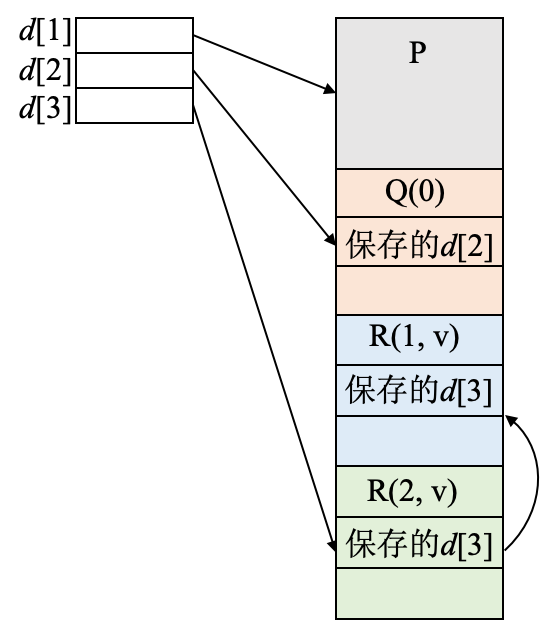 d[1]
d[2]
d[3]
P
Q(0)
保存的d[2]
R(1, v)
保存的d[3]
R(2, v)
保存的d[3]